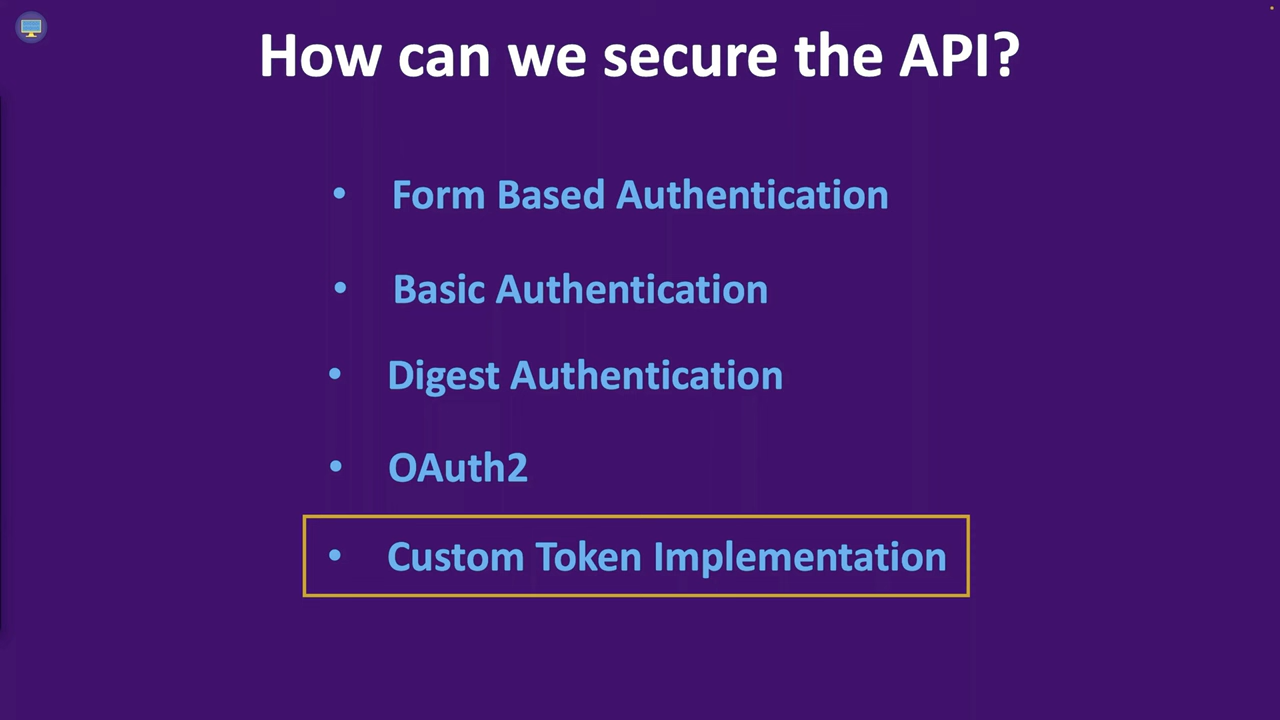 How can we secure the API?
• Form Based Authentication
• Basic Authentication
• Digest Authentication
• OAuth2
• Custom Token Implementation